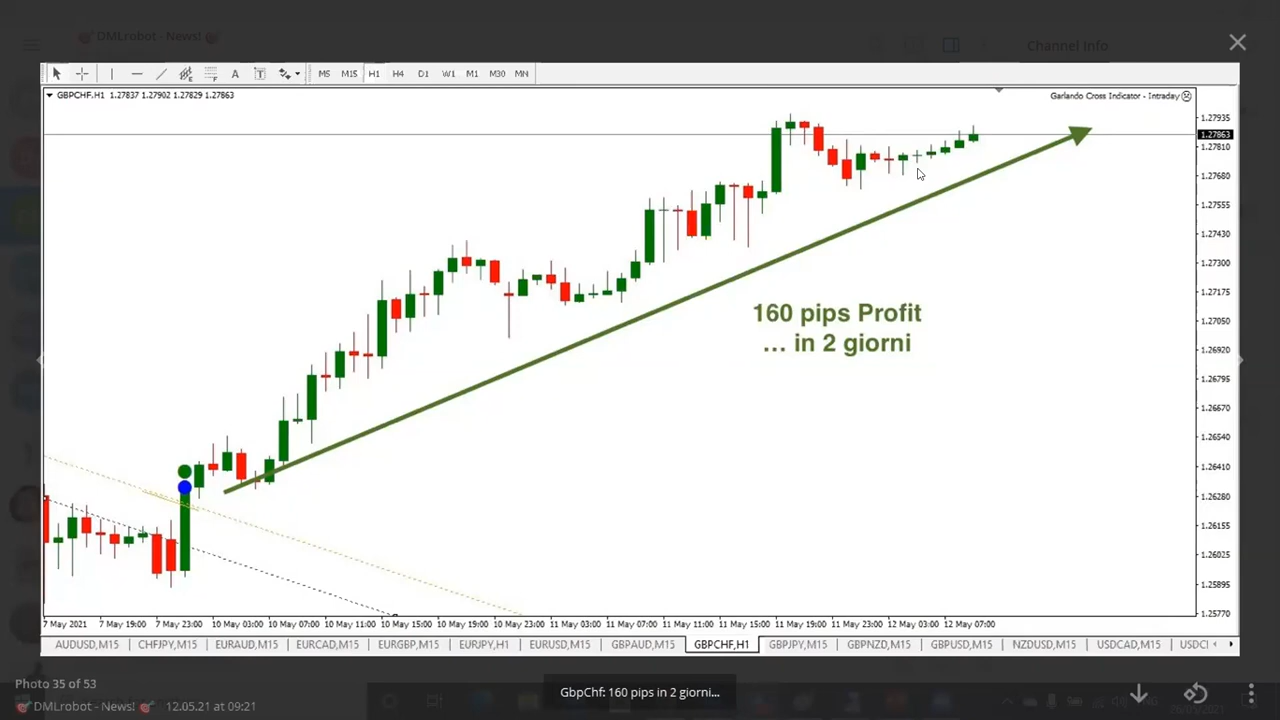 DMLrobot - News!
Channel Info
A T M5 M15 H1 H4 D1 W1 M1 M30 MN
GBPCHF.H1 1.27837 1.27902 1.27829 1.27863
Garlando Cross Indicator - Intraday
1.27935
1.27863
1.27810
1.27680
1.27555
1.27430
1.27300
1.27175
1.27050
1.26920
1.26795
1.26670
1.26540
1.26410
1.26280
1.26155
1.26025
1.25895
1.25770
160 pips Profit
... in 2 giorni
7 May 2021 7 May 19:00 7 May 23:00 10 May 03:00 10 May 07:00 10 May 11:00 10 May 15:00 10 May 19:00 10 May 23:00 11 May 03:00 11 May 07:00 11 May 11:00 11 May 15:00 11 May 19:00 11 May 23:00 12 May 03:00 12 May 07:00
AUDUSD,M15 CHFJPY,M15 EURAUD,M15 EURCAD,M15 EURGBP,M15 EURJPY,H1 EURUSD,M15 GBPAUD,M15 GBPCHF,H1 GBPJPY,M15 GBPNZD,M15 GBPUSD,M15 NZDUSD,M15 USDCAD,M15 USDCI
Photo 35 of 53
GbpChf: 160 pips in 2 giorni...
DMLrobot - News! 12.05.21 at 09:21